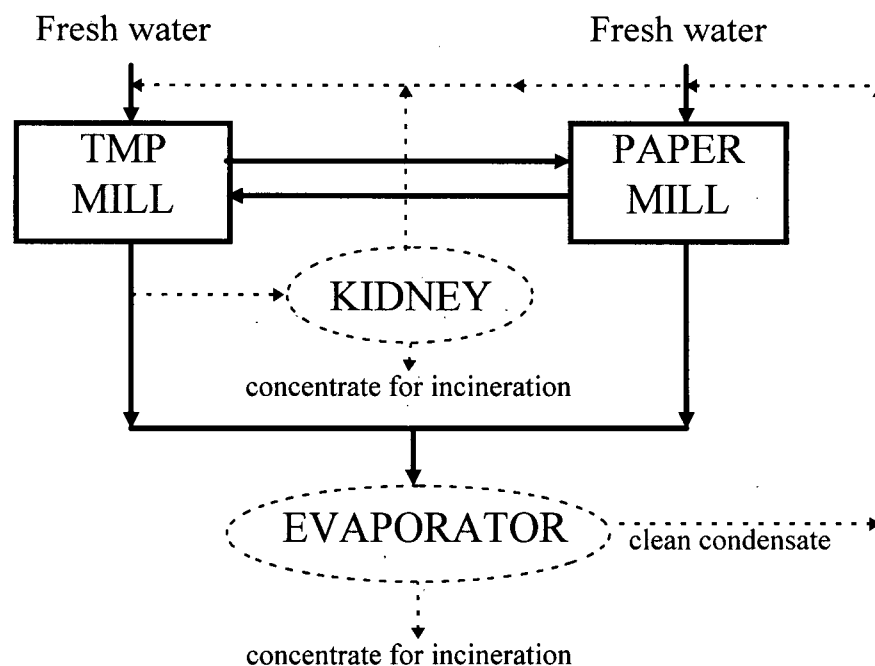 Fresh water
Fresh water
TMP
MILL
PAPER
MILL
KIDNEY
concentrate for incineration
EVAPORATOR
clean condensate
concentrate for incineration